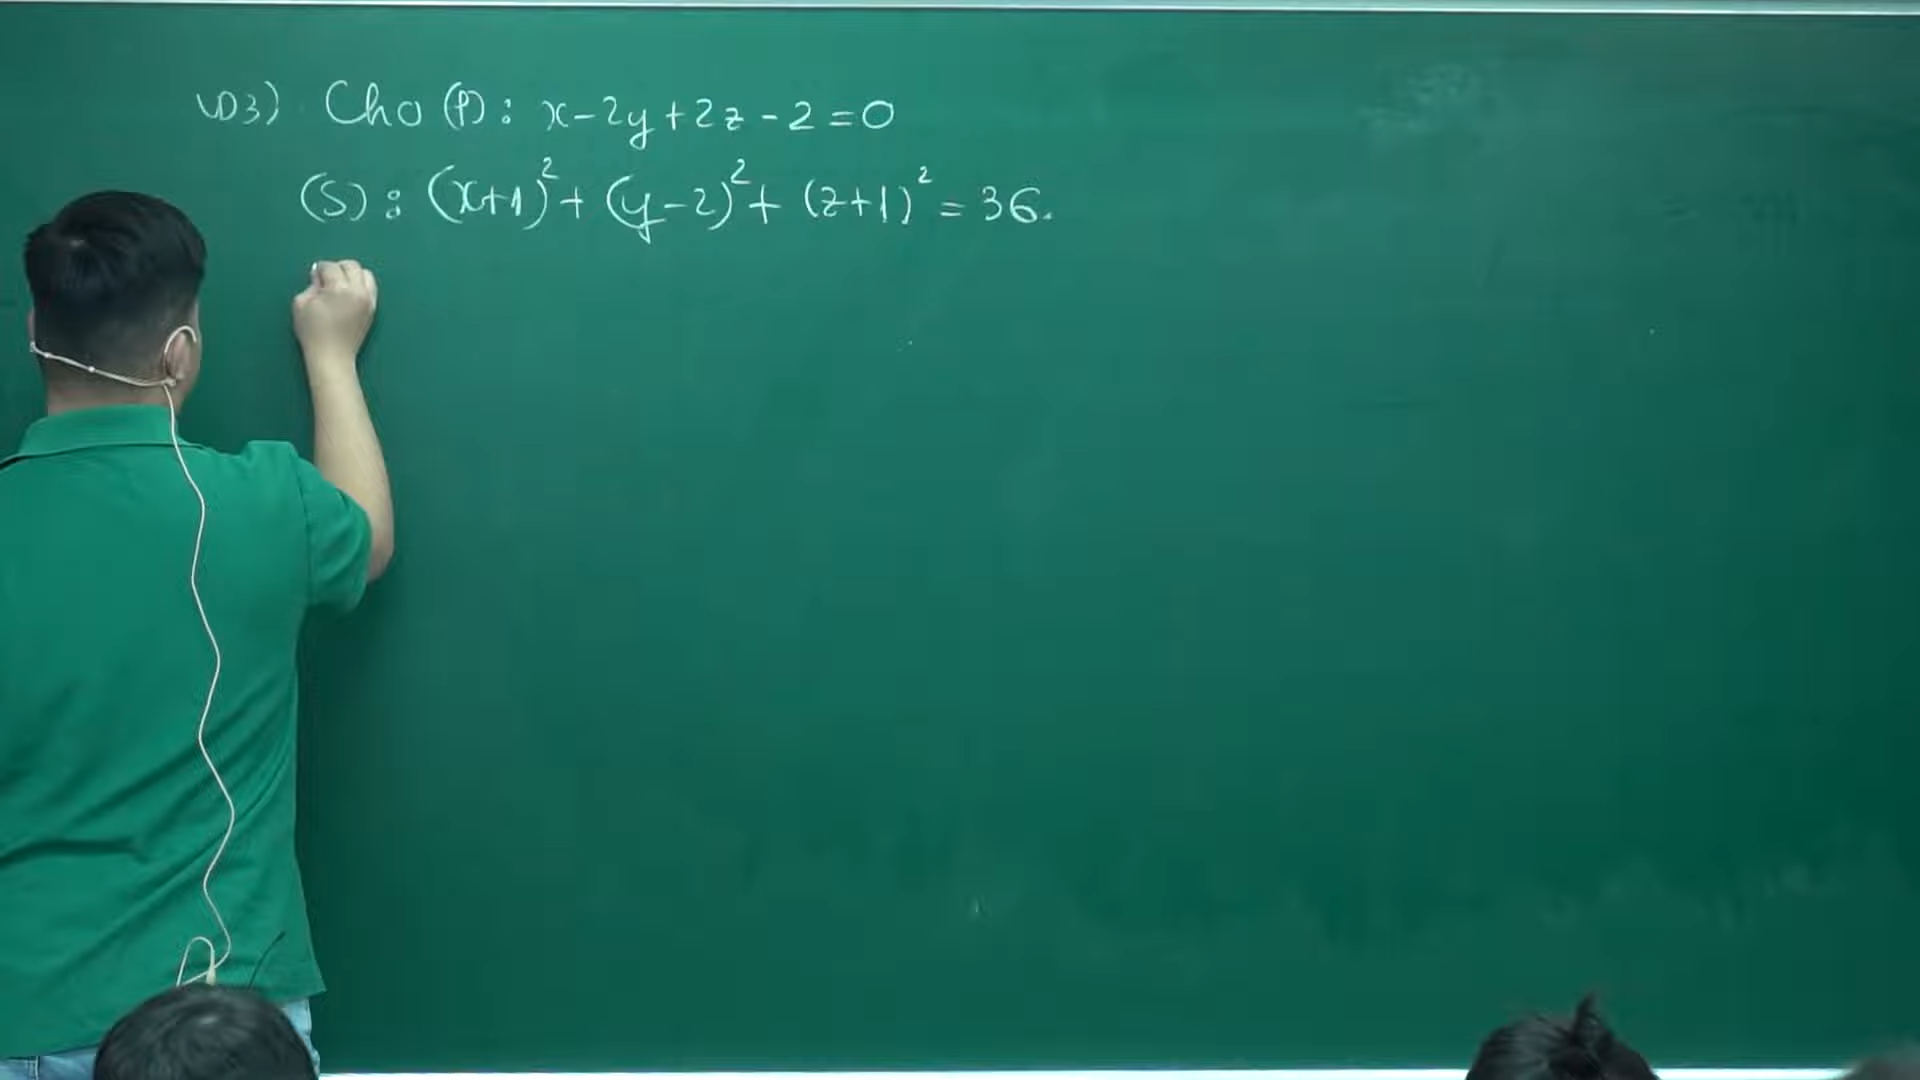 VD3) Cho (P): x-2y+2z-2=0
(S): (x+1)²+(y-2)²+(z+1)²=36.